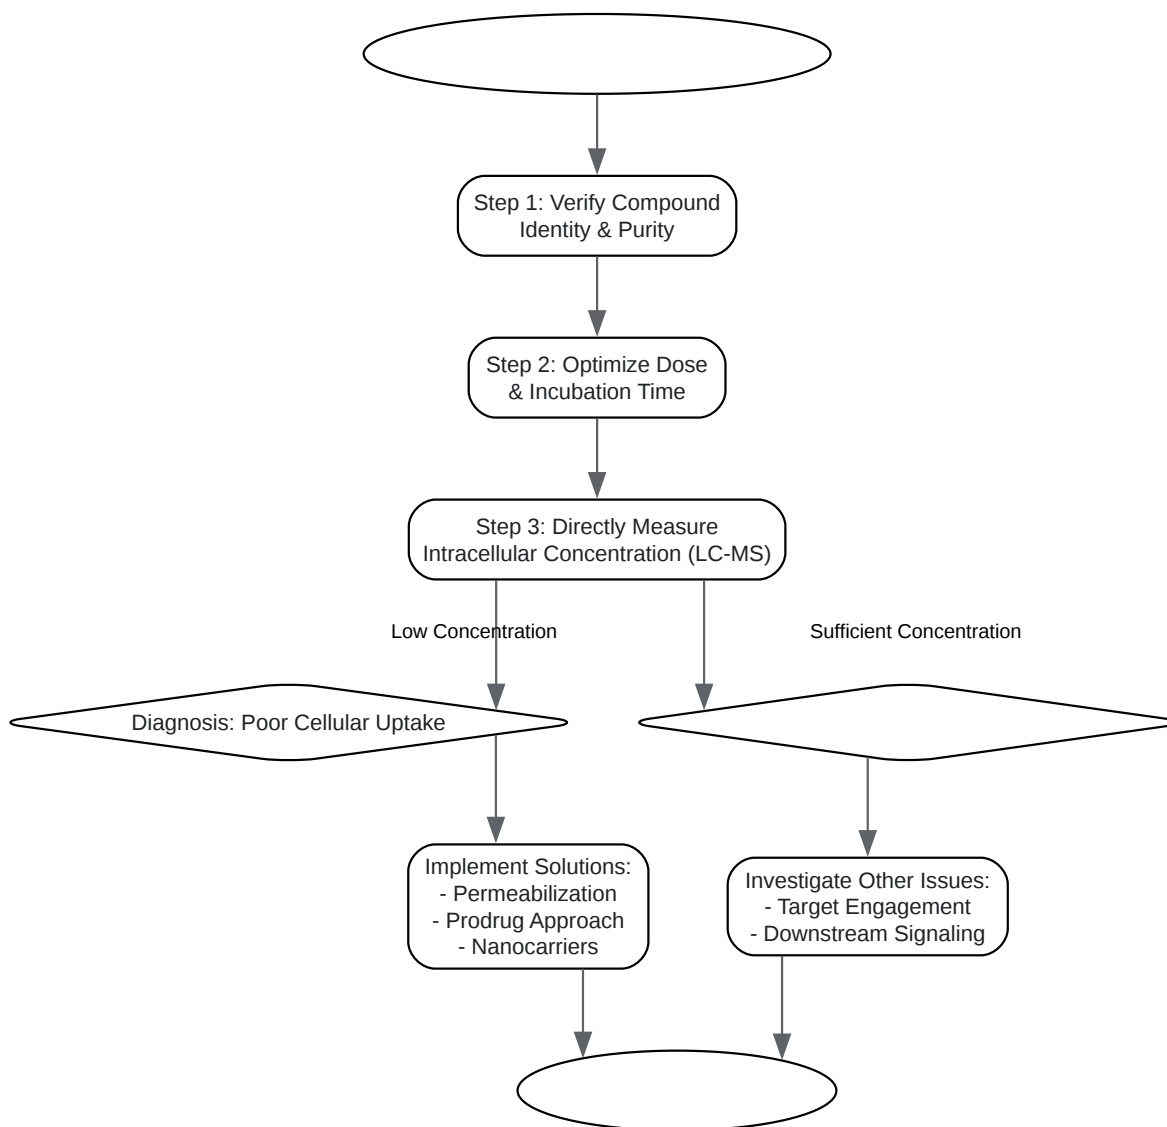 Step 1: Verify Compound
Identity & Purity
Step 2: Optimize Dose
& Incubation Time
Step 3: Directly Measure
Intracellular Concentration (LC-MS)
Low Concentration
Sufficient Concentration
Diagnosis: Poor Cellular Uptake
Implement Solutions:
- Permeabilization
- Prodrug Approach
- Nanocarriers
Investigate Other Issues:
- Target Engagement
- Downstream Signaling